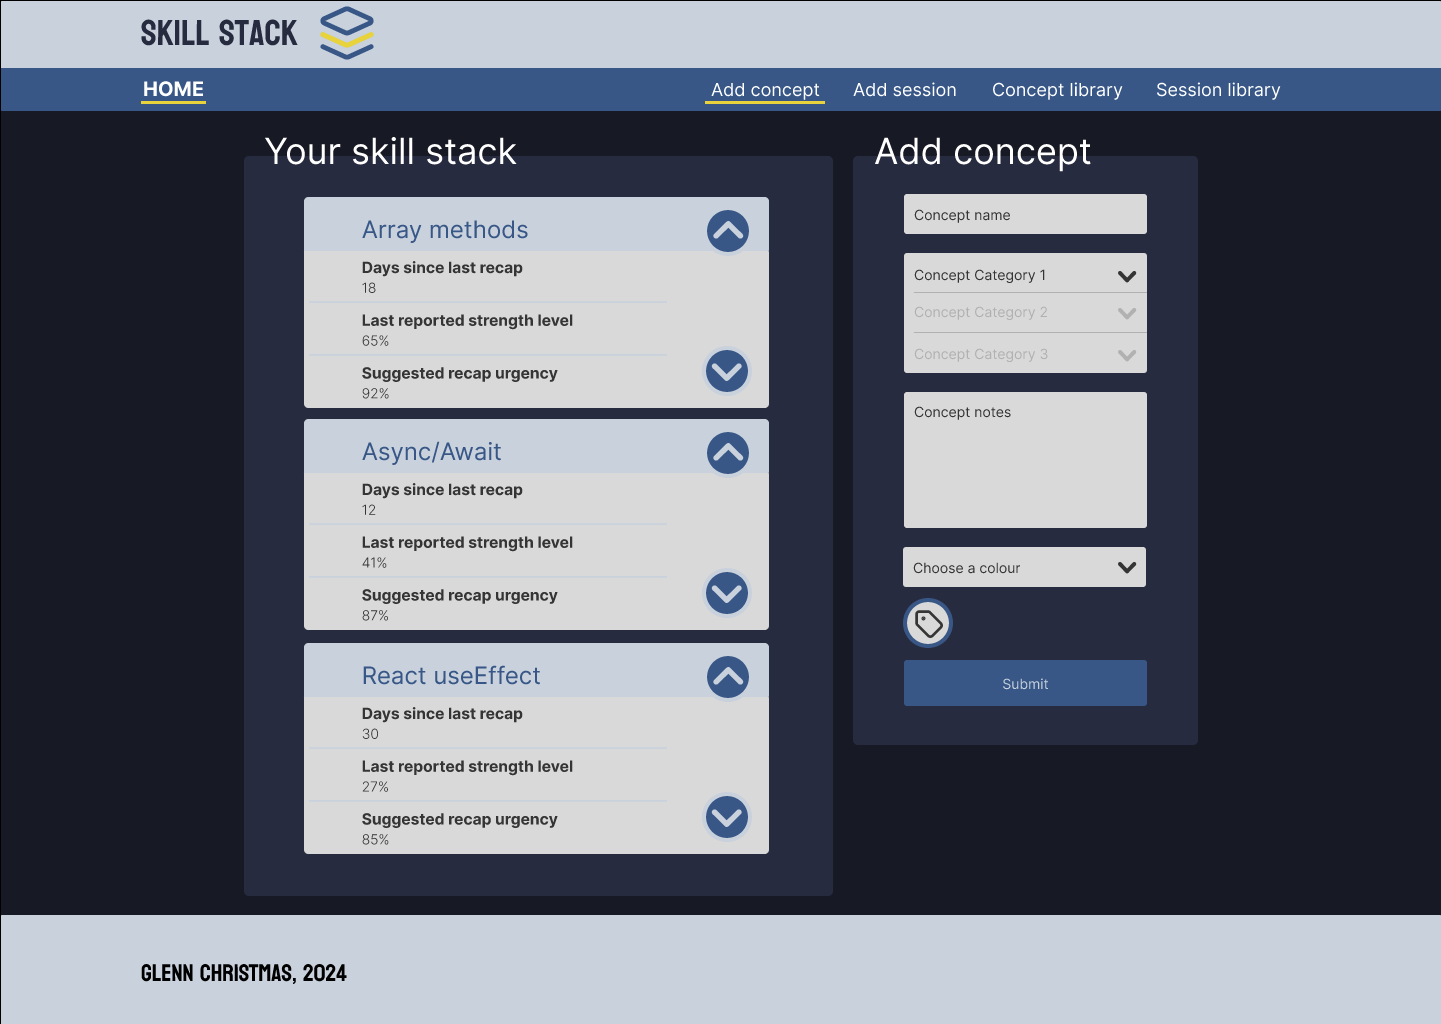 SKILL STACK
HOME
Add concept
Add session
Concept library
Session library
Your skill stack
Array methods
Days since last recap
18
Last reported strength level
65%
Suggested recap urgency
92%
Async/Await
Days since last recap
12
Last reported strength level
41%
Suggested recap urgency
87%
React useEffect
Days since last recap
30
Last reported strength level
27%
Suggested recap urgency
85%
Add concept
Concept name
Concept Category 1
Concept Category 2
Concept Category 3
Concept notes
Choose a colour
Submit
GLENN CHRISTMAS, 2024